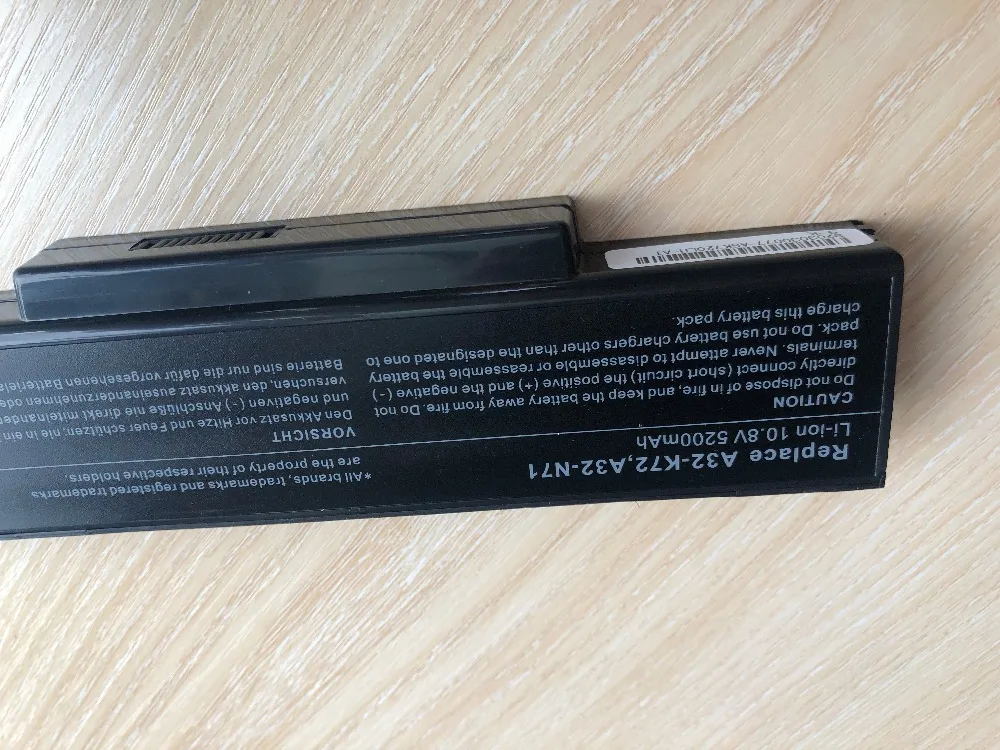 Replace A32-K72,A32-N71
Li-ion 10.8V 5200mAh
*All brands, trademarks and registered trademarks
are the property of their respective holders.
CAUTION
Do not dispose of in fire, and keep the battery away from fire. Do not
directly connect (short circuit) the positive (+) and the negative (-)
terminals. Never attempt to disassemble or reassemble the battery
pack. Do not use battery chargers other than the designated one to
charge this battery pack.
VORSICHT
Den Akkusatz vor Hitze und Feuer schützen; nie in ein
und negativen (-) Anschlüße nie direkt miteinander
versuchen, den akkusatz auseinanderzunehmen ode
Batterie sind nur die dafür vorgesehenen Batteriela